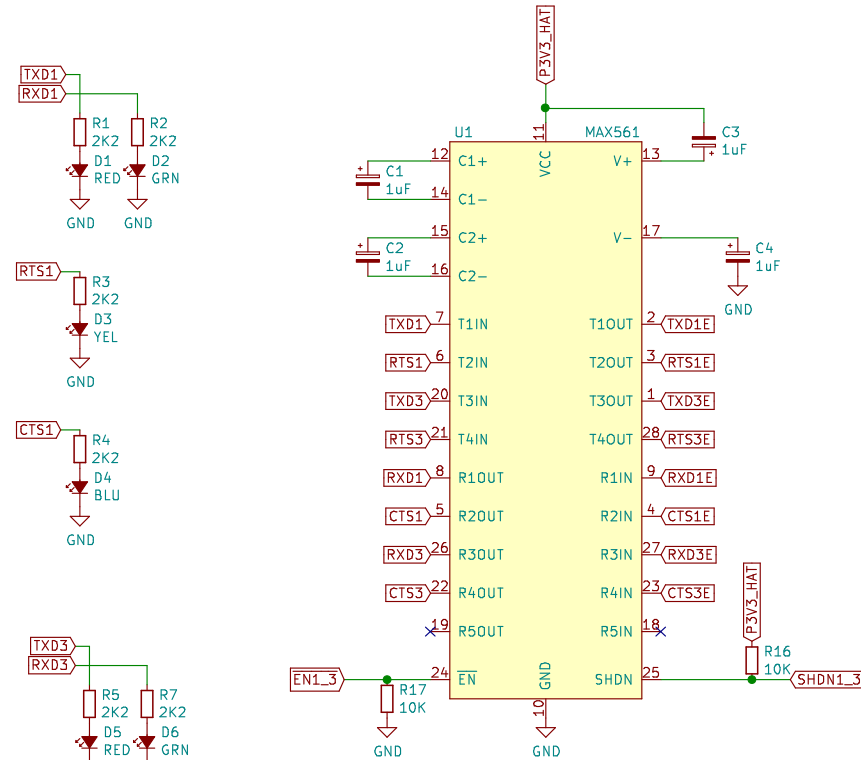 P3V3_HAT
TXD1
RXD1
R1
2K2
R2
2K2
D1
RED
D2
GRN
GND
GND
RTS1
R3
2K2
D3
YEL
GND
CTS1
R4
2K2
D4
BLU
GND
TXD3
RXD3
R5
2K2
R7
2K2
D5
RED
D6
GRN
U1
MAX561
11
VCC
12
C1+
V+
13
C3
1uF
+
+
C1
1uF
14
C1-
15
C2+
V-
17
+
C2
1uF
+
C4
1uF
16
C2-
GND
TXD1
7
T1IN
T1OUT
2
TXD1E
RTS1
6
T2IN
T2OUT
3
RTS1E
TXD3
20
T3IN
T3OUT
1
TXD3E
RTS3
21
T4IN
T4OUT
28
RTS3E
RXD1
8
R1OUT
R1IN
9
RXD1E
CTS1
5
R2OUT
R2IN
4
CTS1E
RXD3
26
R3OUT
R3IN
27
RXD3E
CTS3
22
R4OUT
R4IN
23
CTS3E
19
R5OUT
R5IN
18
P3V3_HAT
R16
10K
EN1_3
24
EN
GND
SHDN
25
SHDN1_3
R17
10K
10
GND
GND